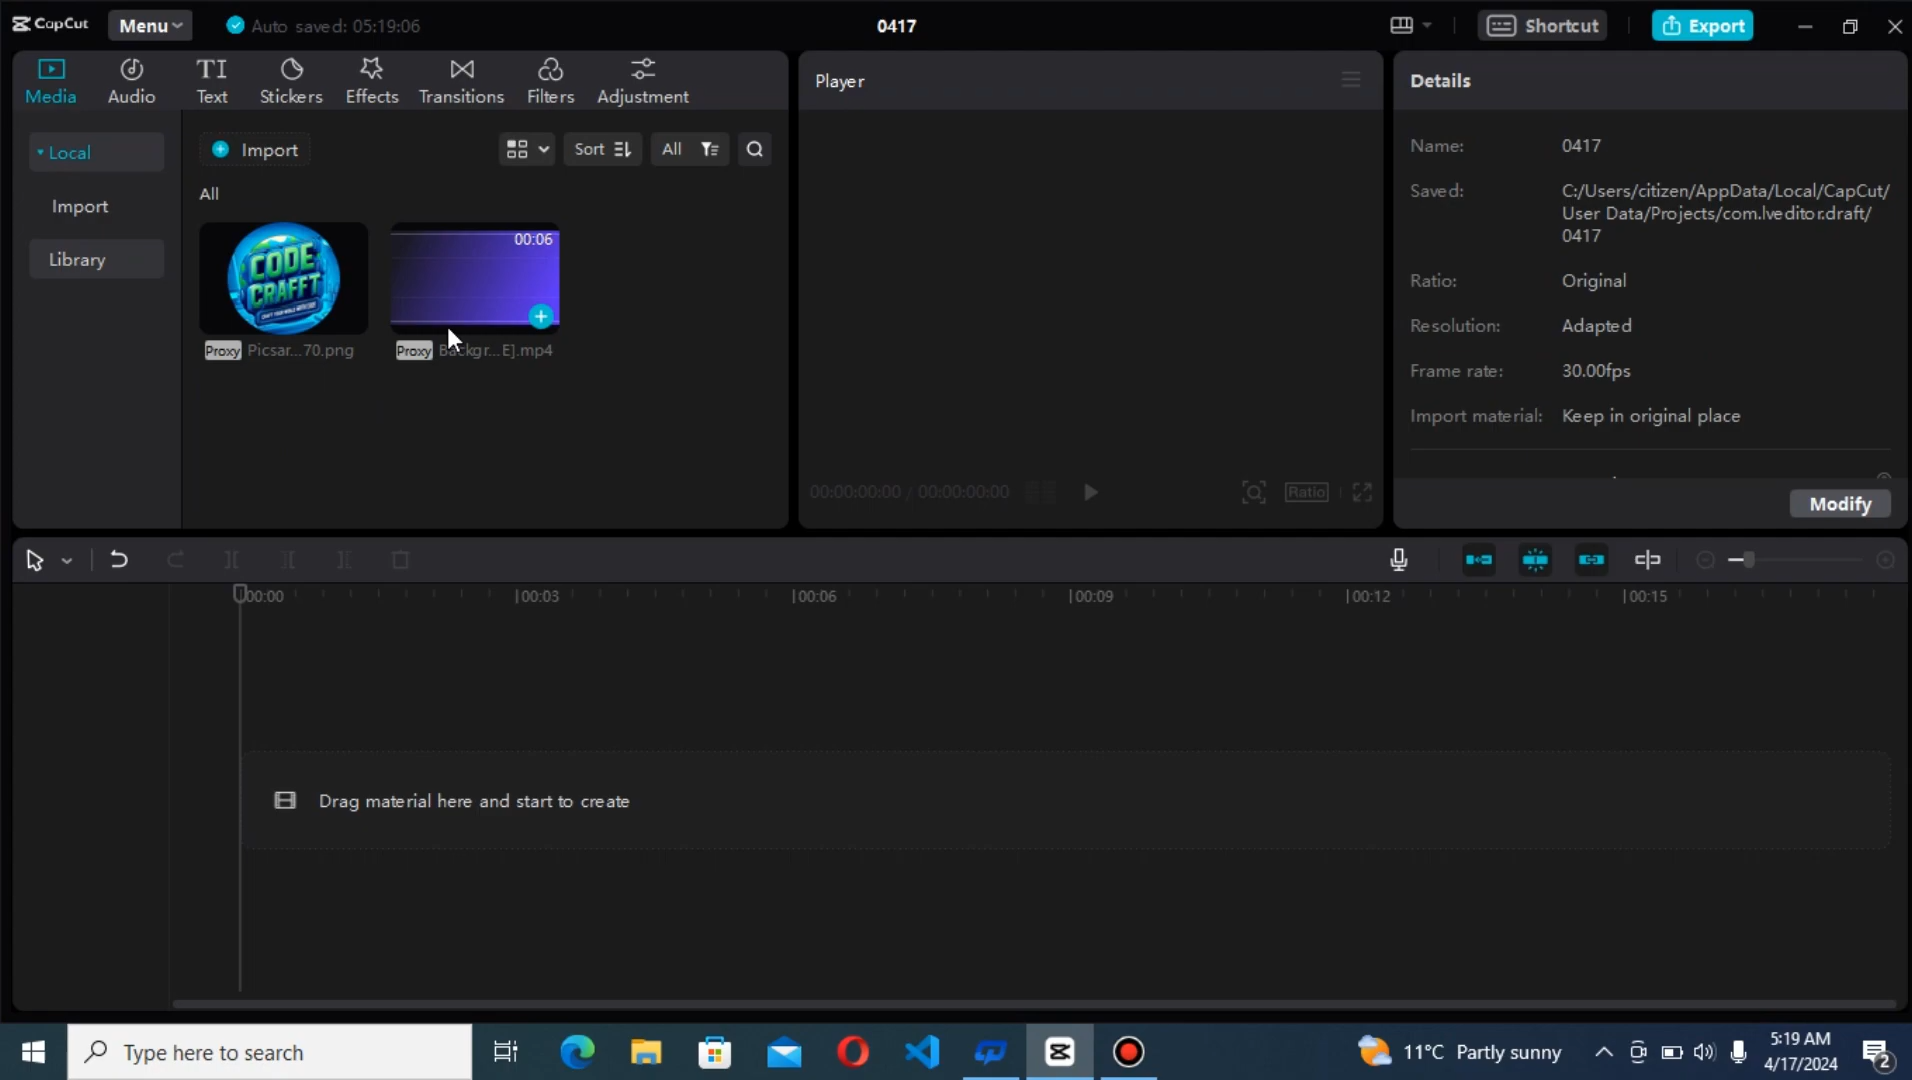 CapCut
Menu
Auto saved: 05:19:06
0417
Shortcut
Export
Media
Audio
TI
Text
Stickers
Effects
Transitions
Filters
Adjustment
Player
Details
Local
Import
Library
Import
Sort
All
All
CODE
CRAFFT
00:06
Proxy
Picsar...70.png
Proxy
Backgr...E].mp4
Name:
0417
Saved:
C:/Users/citizen/AppData/Local/CapCut/
User Data/Projects/com.lveditor.draft/
0417
Ratio:
Original
Resolution:
Adapted
Frame rate:
30.00fps
Import material:
Keep in original place
00:00:00:00 / 00:00:00:00
Ratio
Modify
00:00
00:03
00:06
00:09
00:12
00:15
Drag material here and start to create
Type here to search
11°C Partly sunny
5:19 AM
4/17/2024
2